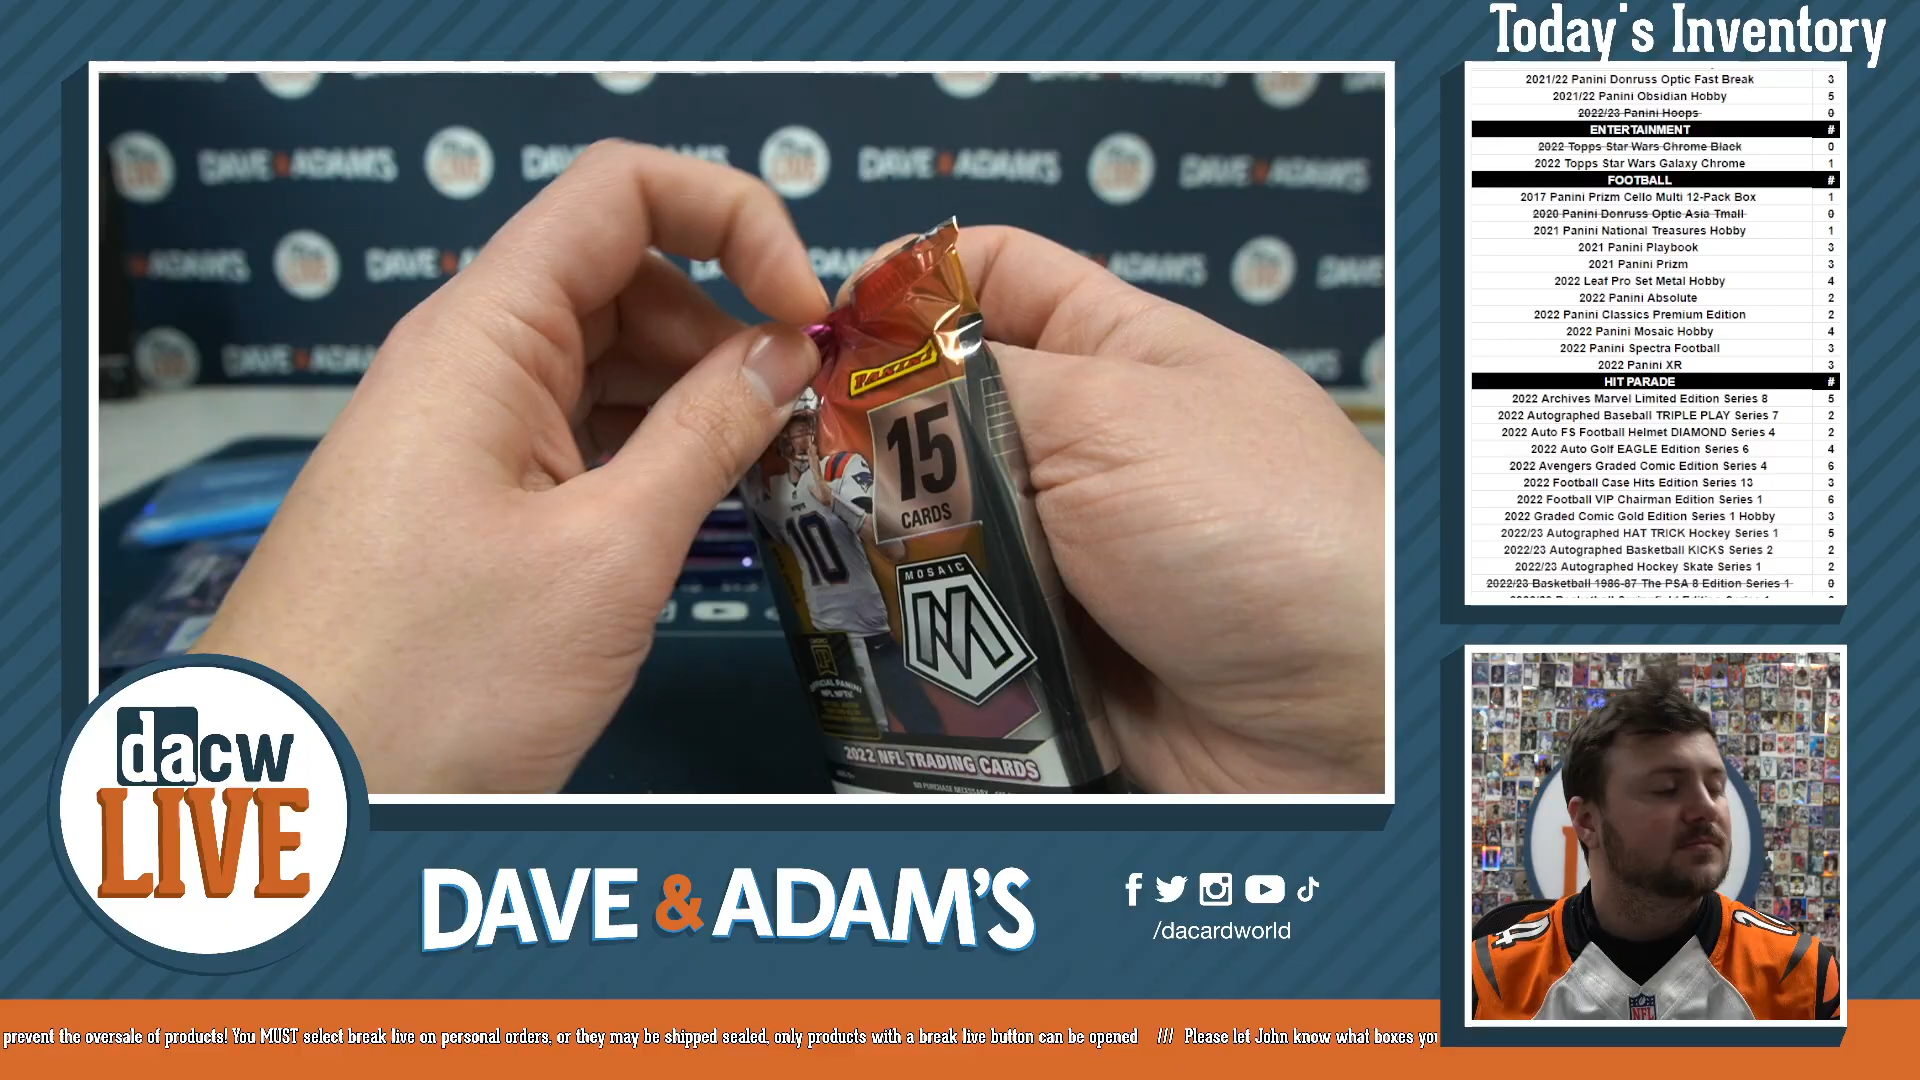 Today's Inventory
2021/22 Panini Donruss Optic Fast Break 3
2021/22 Panini Obsidian Hobby 5
2022/23 Panini Hoops 0
ENTERTAINMENT #
2022 Topps Star Wars Chrome Black 0
2022 Topps Star Wars Galaxy Chrome 1
FOOTBALL #
2017 Panini Prizm Cello Multi 12-Pack Box 1
2020 Panini Donruss Optic Asia Tmall 0
2021 Panini National Treasures Hobby 1
2021 Panini Playbook 3
2021 Panini Prizm 3
2022 Leaf Pro Set Metal Hobby 4
2022 Panini Absolute 2
2022 Panini Classics Premium Edition 2
2022 Panini Mosaic Hobby 4
2022 Panini Spectra Football 3
2022 Panini XR 3
HIT PARADE #
2022 Archives Marvel Limited Edition Series 8 5
2022 Autographed Baseball TRIPLE PLAY Series 7 2
2022 Auto FS Football Helmet DIAMOND Series 4 2
2022 Auto Golf EAGLE Edition Series 6 4
2022 Avengers Graded Comic Edition Series 4 6
2022 Football Case Hits Edition Series 13 3
2022 Football VIP Chairman Edition Series 1 6
2022 Graded Comic Gold Edition Series 1 Hobby 3
2022/23 Autographed HAT TRICK Hockey Series 1 5
2022/23 Autographed Basketball KICKS Series 2 2
2022/23 Autographed Hockey Skate Series 1 2
2022/23 Basketball 1986-87 The PSA 8 Edition Series 1 0
DAVE & ADAM'S
DAVE & ADAM'S
DAVE & ADAM'S
PANINI
15
CARDS
10
MOSAIC
M
2022 NFL TRADING CARDS
NO PURCHASE NECESSARY
dacw
LIVE
DAVE & ADAM'S
/dacardworld
NFL
prevent the oversale of products! You MUST select break live on personal orders, or they may be shipped sealed, only products with a break live button can be opened /// Please let John know what boxes you